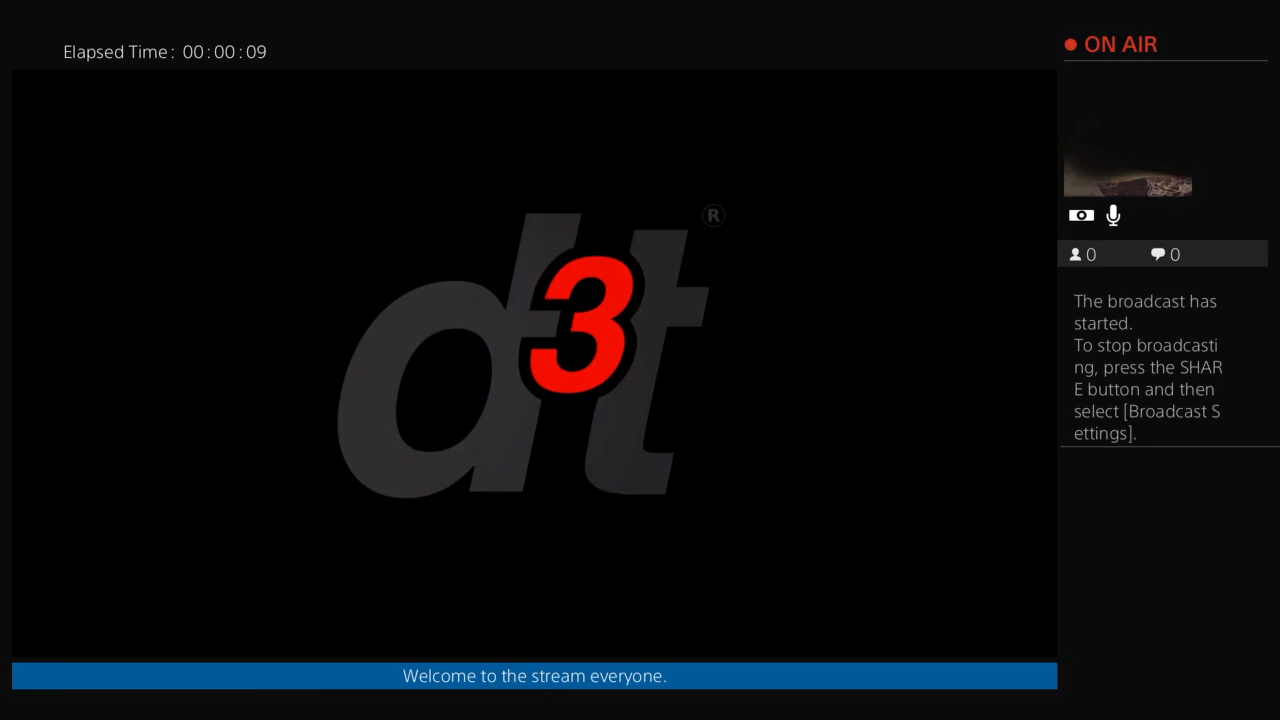 Elapsed Time: 00:00:09
ON AIR
d3t ®
0 0
The broadcast has
started.
To stop broadcasti
ng, press the SHAR
E button and then
select [Broadcast S
ettings].
Welcome to the stream everyone.